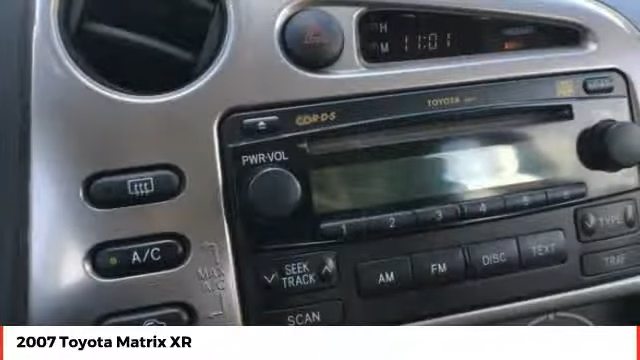 H
M 11:01
CD-R·D-5
TOYOTA
PWR·VOL
1 2 3 4 5 6
A/C
MAX
A/C
SEEK
TRACK
AM FM DISC TEXT
TYPE
TRAF
SCAN
2007 Toyota Matrix XR